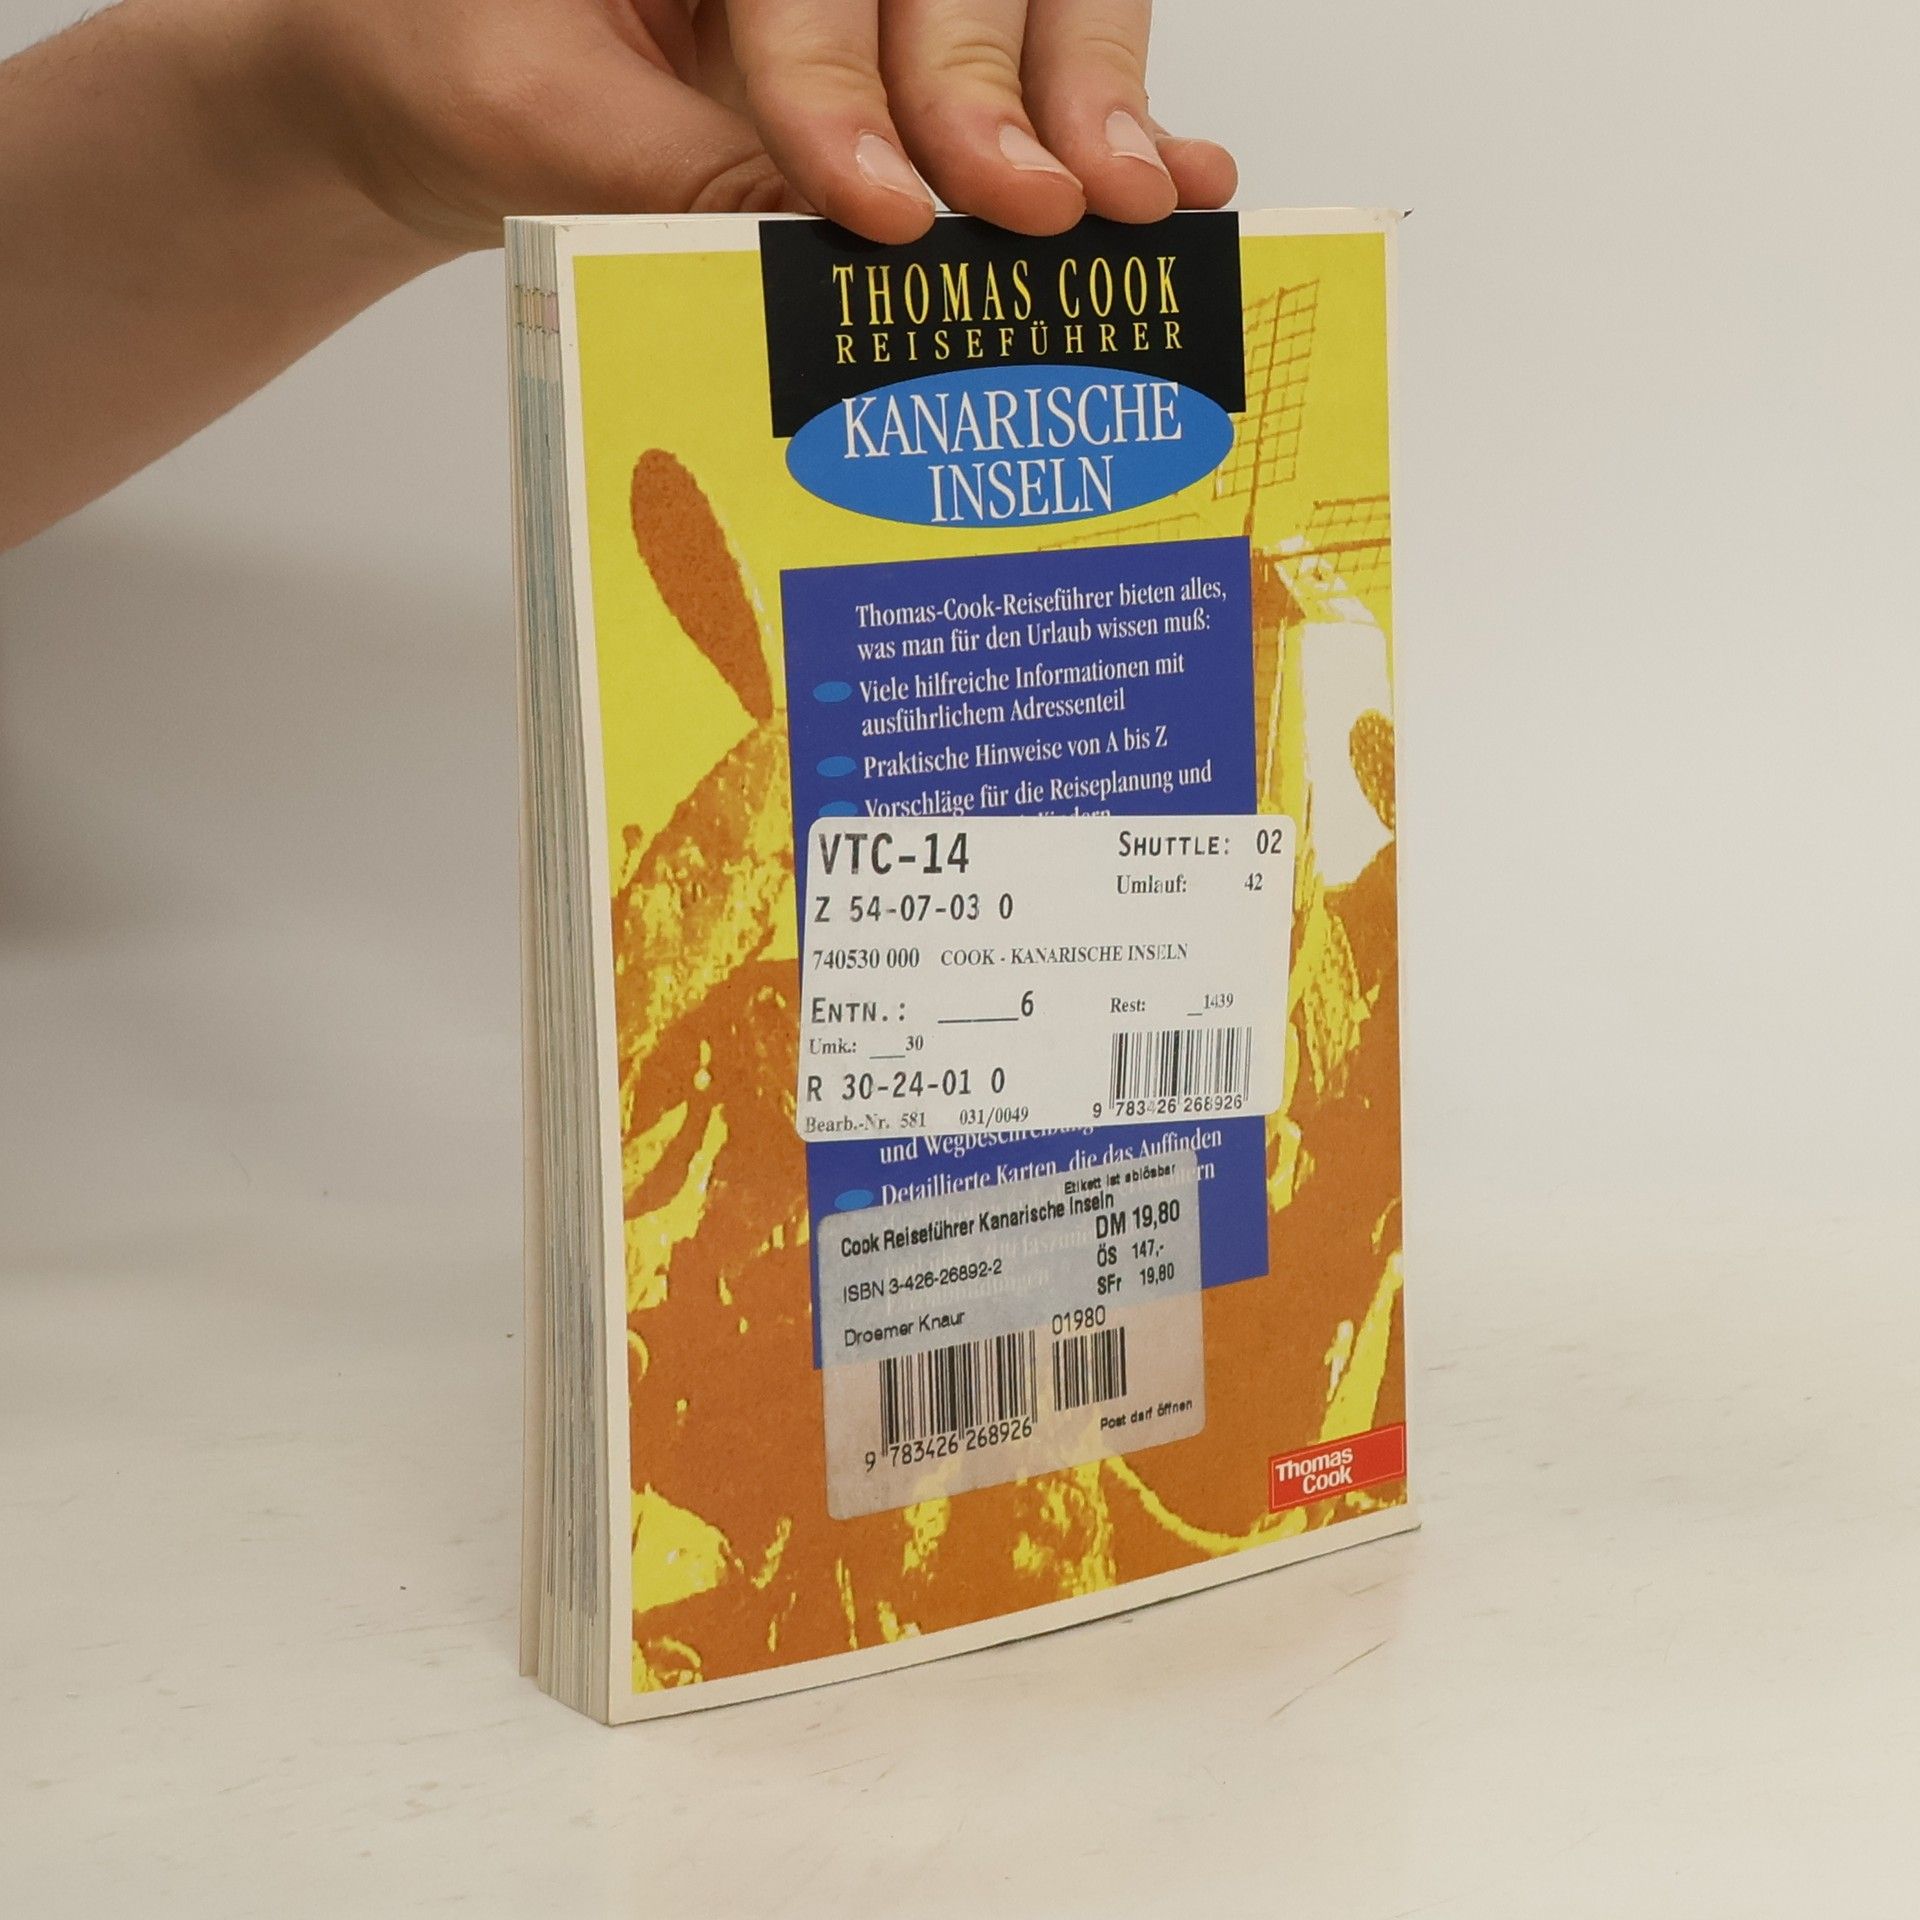 THOMAS COOK
REISEFÜHRER
KANARISCHE
INSELN
Thomas-Cook-Reiseführer bieten alles,
was man für den Urlaub wissen muß:
Viele hilfreiche Informationen mit
ausführlichem Adressenteil
Praktische Hinweise von A bis Z
Vorschläge für die Reiseplanung und
VTC-14 SHUTTLE: 02
Z 54-07-03 0 Umlauf: 42
740530 000 COOK - KANARISCHE INSELN
ENTN.: _____6 Rest: _1439
Umk.: ___30
R 30-24-01 0
9 783426 268926
Bearb.-Nr. 581 031/0049
und
Detaillierte Karten, die das Auffinden
Etikett ist ablösbar
Cook Reiseführer Kanarische Inseln
DM 19,80
ISBN 3-426-26892-2 ÖS 147,-
SFr 19,80
Droemer Knaur 01980
9 783426 268926
Post darf öffnen
Thomas
Cook